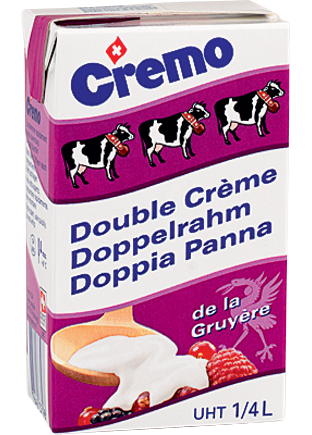 Cremo
Double Crème
Doppelrahm
Doppia Panna
de la
Gruyère
UHT 1/4 L